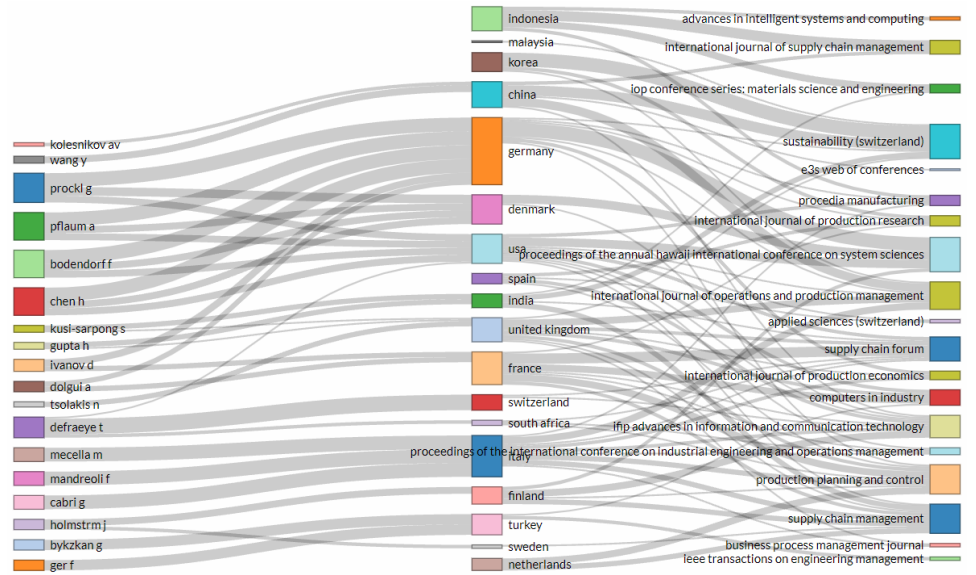 kolesnikov av
wang y
prockl g
pflaum a
bodendorf f
chen h
kusi-sarpong s
gupta h
ivanov d
dolgui a
tsolakis n
defraeye t
mecella m
mandreoli f
cabri g
holmstrm j
bykzkan g
ger f
indonesia
malaysia
korea
china
germany
denmark
usa
spain
india
united kingdom
france
switzerland
south africa
italy
finland
turkey
sweden
netherlands
advances in intelligent systems and computing
international journal of supply chain management
iop conference series: materials science and engineering
sustainability (switzerland)
e3s web of conferences
procedia manufacturing
international journal of production research
proceedings of the annual hawaii international conference on system sciences
international journal of operations and production management
applied sciences (switzerland)
supply chain forum
international journal of production economics
computers in industry
ifip advances in information and communication technology
proceedings of the international conference on industrial engineering and operations management
production planning and control
supply chain management
business process management journal
ieee transactions on engineering management